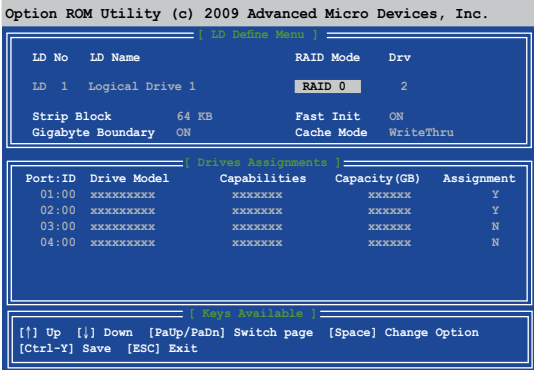 Option ROM Utility (c) 2009 Advanced Micro Devices, Inc.
[ LD Define Menu ]
LD No LD Name RAID Mode Drv
LD 1 Logical Drive 1 RAID 0 2
Strip Block 64 KB Fast Init ON
Gigabyte Boundary ON Cache Mode WriteThru
[ Drives Assignments ]
Port:ID Drive Model Capabilities Capacity(GB) Assignment
01:00 xxxxxxxxx xxxxxxx xxxxxx Y
02:00 xxxxxxxxx xxxxxxx xxxxxx Y
03:00 xxxxxxxxx xxxxxxx xxxxxx N
04:00 xxxxxxxxx xxxxxxx xxxxxx N
[ Keys Available ]
[↑] Up [↓] Down [PaUp/PaDn] Switch page [Space] Change Option
[Ctrl-Y] Save [ESC] Exit